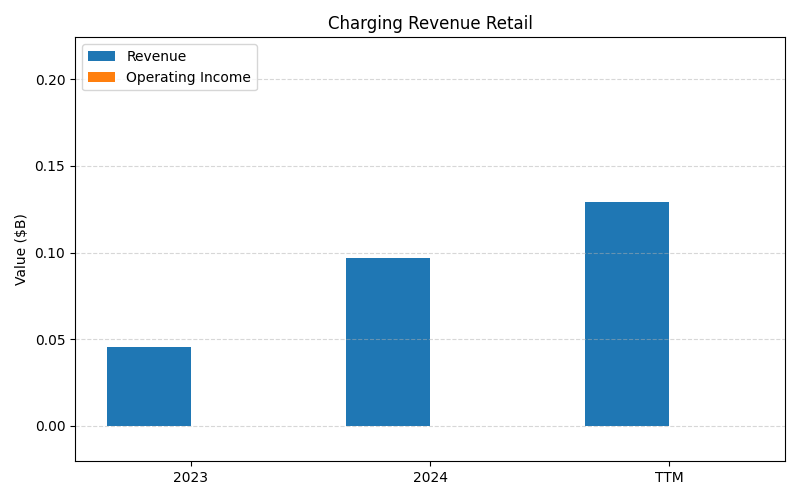 Charging Revenue Retail
Revenue
Operating Income
Value ($B)
0.20
0.15
0.10
0.05
0.00
2023
2024
TTM